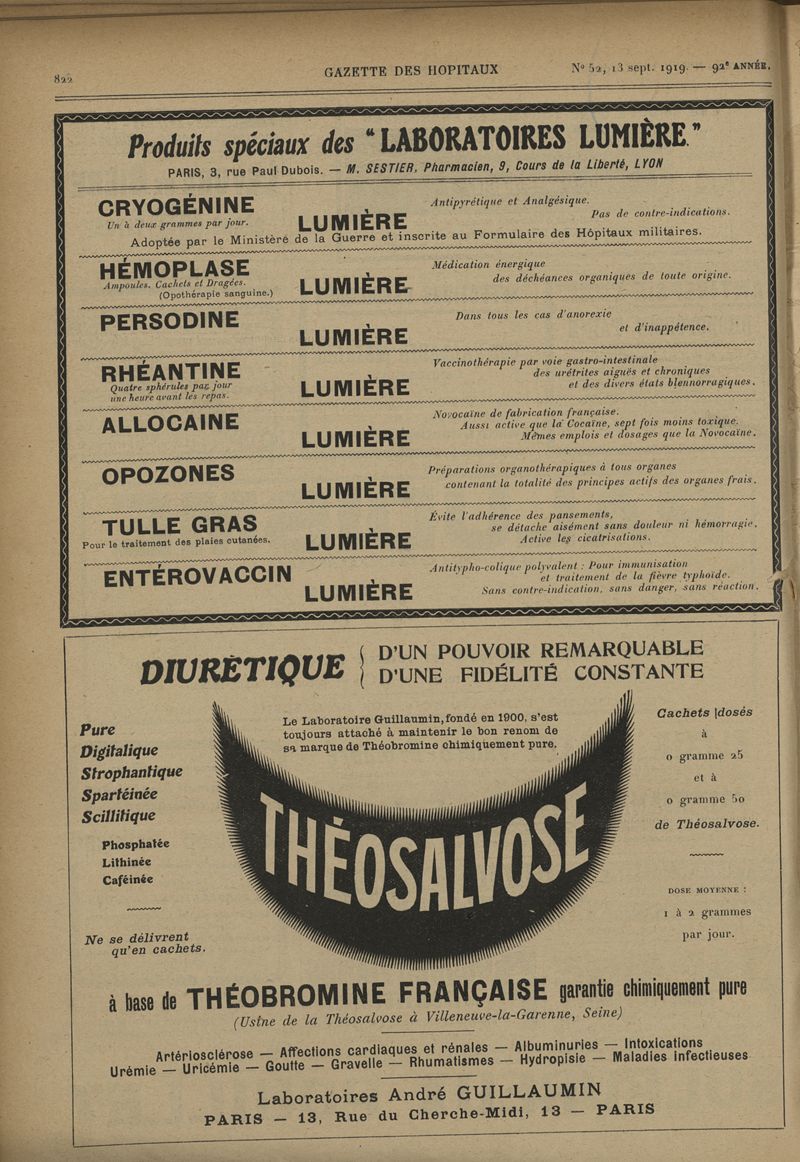 822
GAZETTE DES HOPITAUX
Nº 52, 13 sept. 1919. — 92e ANNÉE.
Produits spéciaux des "LABORATOIRES LUMIÈRE."
PARIS, 3, rue Paul Dubois. — M. SESTIER, Pharmacien, 9, Cours de la Liberté, LYON
CRYOGÉNINE
Un à deux grammes par jour.
LUMIÈRE
Antipyrétique et Analgésique.
Pas de contre-indications.
Adoptée par le Ministère de la Guerre et inscrite au Formulaire des Hôpitaux militaires.
HÉMOPLASE
Ampoules, Cachets et Dragées.
(Opothérapie sanguine.)
LUMIÈRE
Médication énergique
des déchéances organiques de toute origine.
PERSODINE
LUMIÈRE
Dans tous les cas d'anorexie
et d'inappétence.
RHÉANTINE
Quatre sphérules par jour
une heure avant les repas.
LUMIÈRE
Vaccinothérapie par voie gastro-intestinale
des urétrites aiguës et chroniques
et des divers états blennorragiques.
ALLOCAINE
LUMIÈRE
Novocaïne de fabrication française.
Aussi active que la Cocaïne, sept fois moins toxique.
Mêmes emplois et dosages que la Novocaïne.
OPOZONES
LUMIÈRE
Préparations organothérapiques à tous organes
contenant la totalité des principes actifs des organes frais.
TULLE GRAS
Pour le traitement des plaies cutanées.
LUMIÈRE
Évite l'adhérence des pansements,
se détache aisément sans douleur ni hémorragie.
Active les cicatrisations.
ENTÉROVACCIN
LUMIÈRE
Antitypho-colique polyvalent : Pour immunisation
et traitement de la fièvre typhoïde.
Sans contre-indication, sans danger, sans réaction.
DIURÉTIQUE
D'UN POUVOIR REMARQUABLE
D'UNE FIDÉLITÉ CONSTANTE
Pure
Digitalique
Strophantique
Spartéinée
Scillitique
Phosphatée
Lithinée
Caféinée
Ne se délivrent
qu'en cachets.
Le Laboratoire Guillaumin, fondé en 1900, s'est
toujours attaché à maintenir le bon renom de
sa marque de Théobromine chimiquement pure.
THÉOSALVOSE
Cachets dosés
à
0 gramme 25
et à
0 gramme 50
de Théosalvose.
DOSE MOYENNE :
1 à 2 grammes
par jour.
à base de THÉOBROMINE FRANÇAISE garantie chimiquement pure
(Usine de la Théosalvose à Villeneuve-la-Garenne, Seine)
Artériosclérose — Affections cardiaques et rénales — Albuminuries — Intoxications
Urémie — Uricémie — Goutte — Gravelle — Rhumatismes — Hydropisie — Maladies infectieuses
Laboratoires André GUILLAUMIN
PARIS — 13, Rue du Cherche-Midi, 13 — PARIS